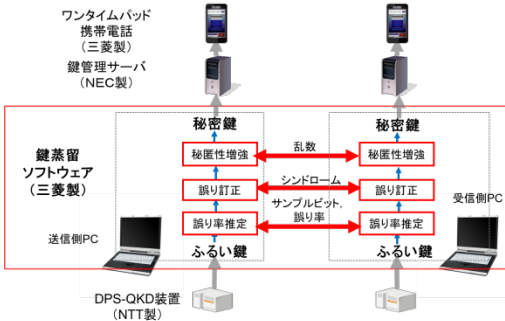 ワンタイムパッド
携帯電話
（三菱製）
鍵管理サーバ
（NEC製）
鍵蒸留
ソフトウェア
（三菱製）
秘密鍵
秘密鍵
秘匿性増強
乱数
秘匿性増強
誤り訂正
シンドローム
誤り訂正
サンプルビット,
誤り率
誤り率推定
誤り率推定
ふるい鍵
ふるい鍵
送信側PC
受信側PC
DPS-QKD装置
（NTT製）